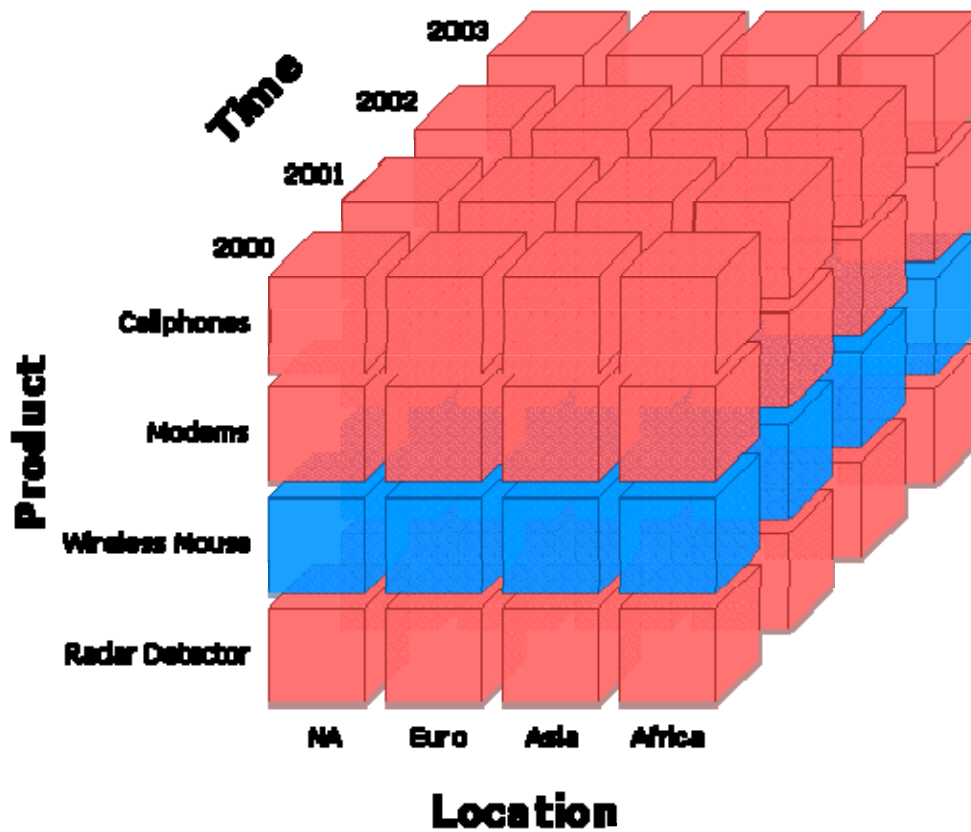 2003
Time
2002
2001
2000
Cellphones
Product
Modems
Wireless Mouse
Radar Detector
NA Euro Asia Africa
Location